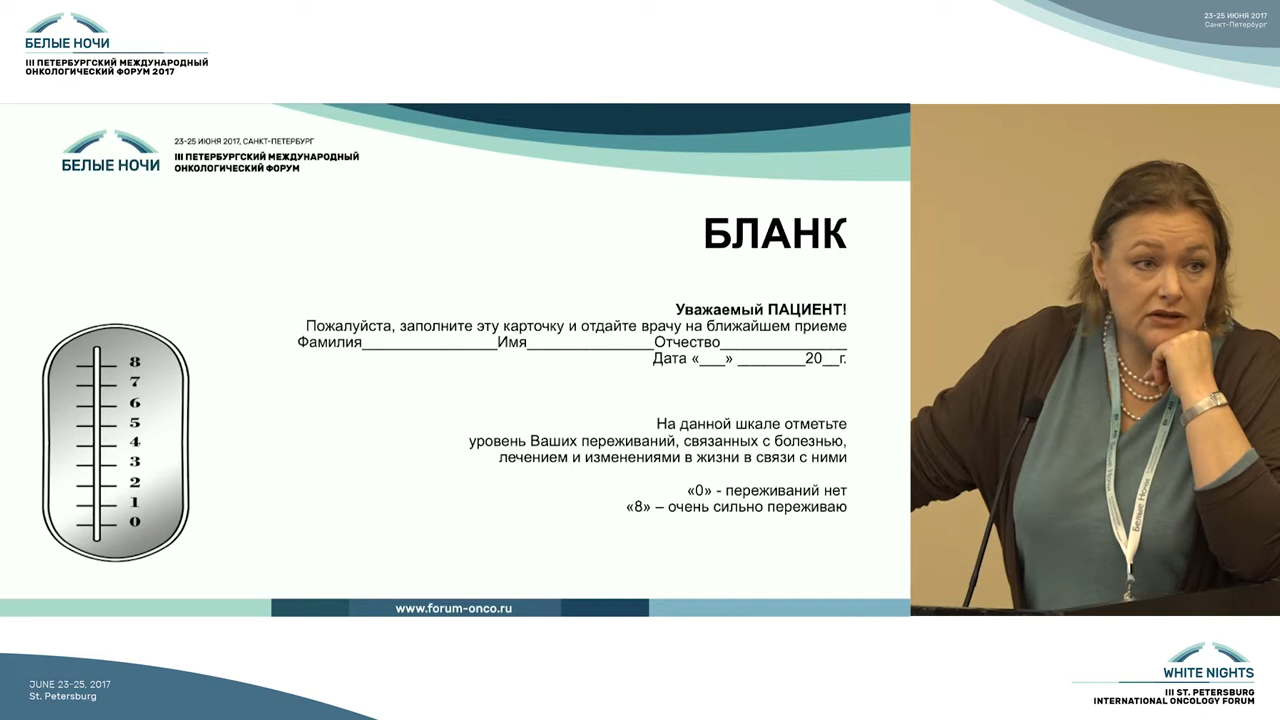 БЕЛЫЕ НОЧИ
III ПЕТЕРБУРГСКИЙ МЕЖДУНАРОДНЫЙ
ОНКОЛОГИЧЕСКИЙ ФОРУМ 2017
23-25 ИЮНЯ 2017
Санкт-Петербург
БЕЛЫЕ НОЧИ
23-25 ИЮНЯ 2017, САНКТ-ПЕТЕРБУРГ
III ПЕТЕРБУРГСКИЙ МЕЖДУНАРОДНЫЙ
ОНКОЛОГИЧЕСКИЙ ФОРУМ
БЛАНК
Уважаемый ПАЦИЕНТ!
Пожалуйста, заполните эту карточку и отдайте врачу на ближайшем приеме
Фамилия________________Имя_______________Отчество_______________
Дата «___» ________20__г.
На данной шкале отметьте
уровень Ваших переживаний, связанных с болезнью,
лечением и изменениями в жизни в связи с ними
«0» - переживаний нет
«8» – очень сильно переживаю
8
7
6
5
4
3
2
1
0
www.forum-onco.ru
Белые Ночи
JUNE 23-25, 2017
St. Petersburg
WHITE NIGHTS
III ST. PETERSBURG
INTERNATIONAL ONCOLOGY FORUM